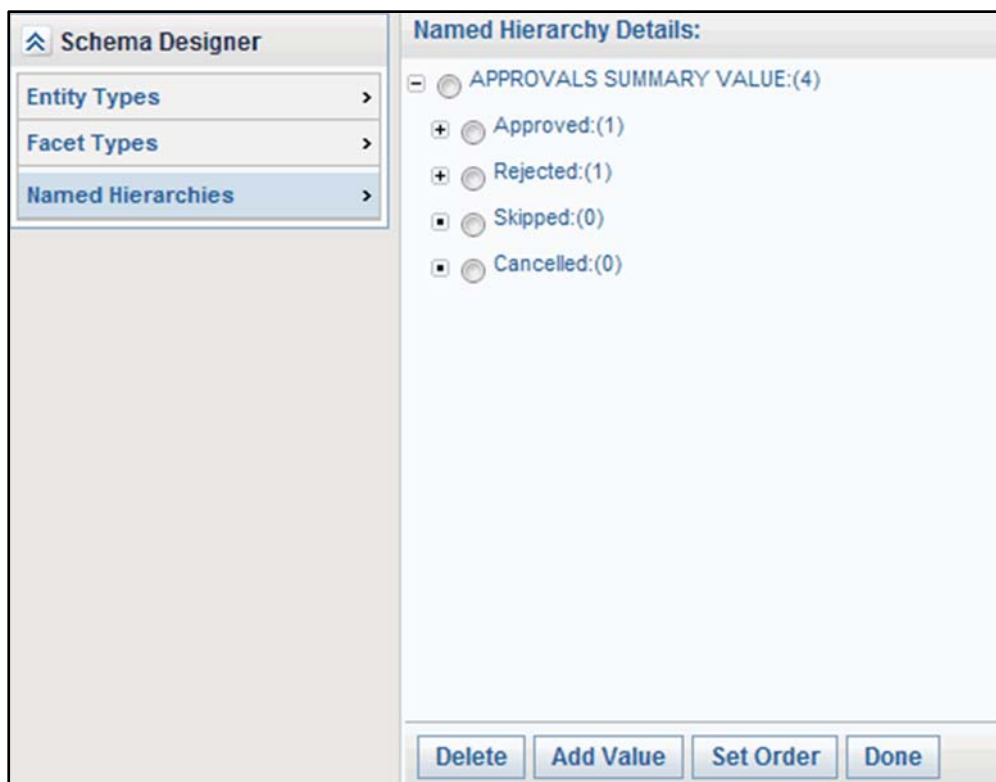 Schema Designer
Entity Types
Facet Types
Named Hierarchies
Named Hierarchy Details:
APPROVALS SUMMARY VALUE:(4)
Approved:(1)
Rejected:(1)
Skipped:(0)
Cancelled:(0)
Delete Add Value Set Order Done